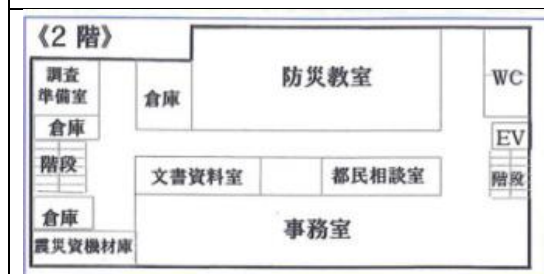 《2 階》
調査
準備室
倉庫
防災教室
WC
倉庫
EV
階段
文書資料室
都民相談室
階段
倉庫
事務室
震災資機材庫